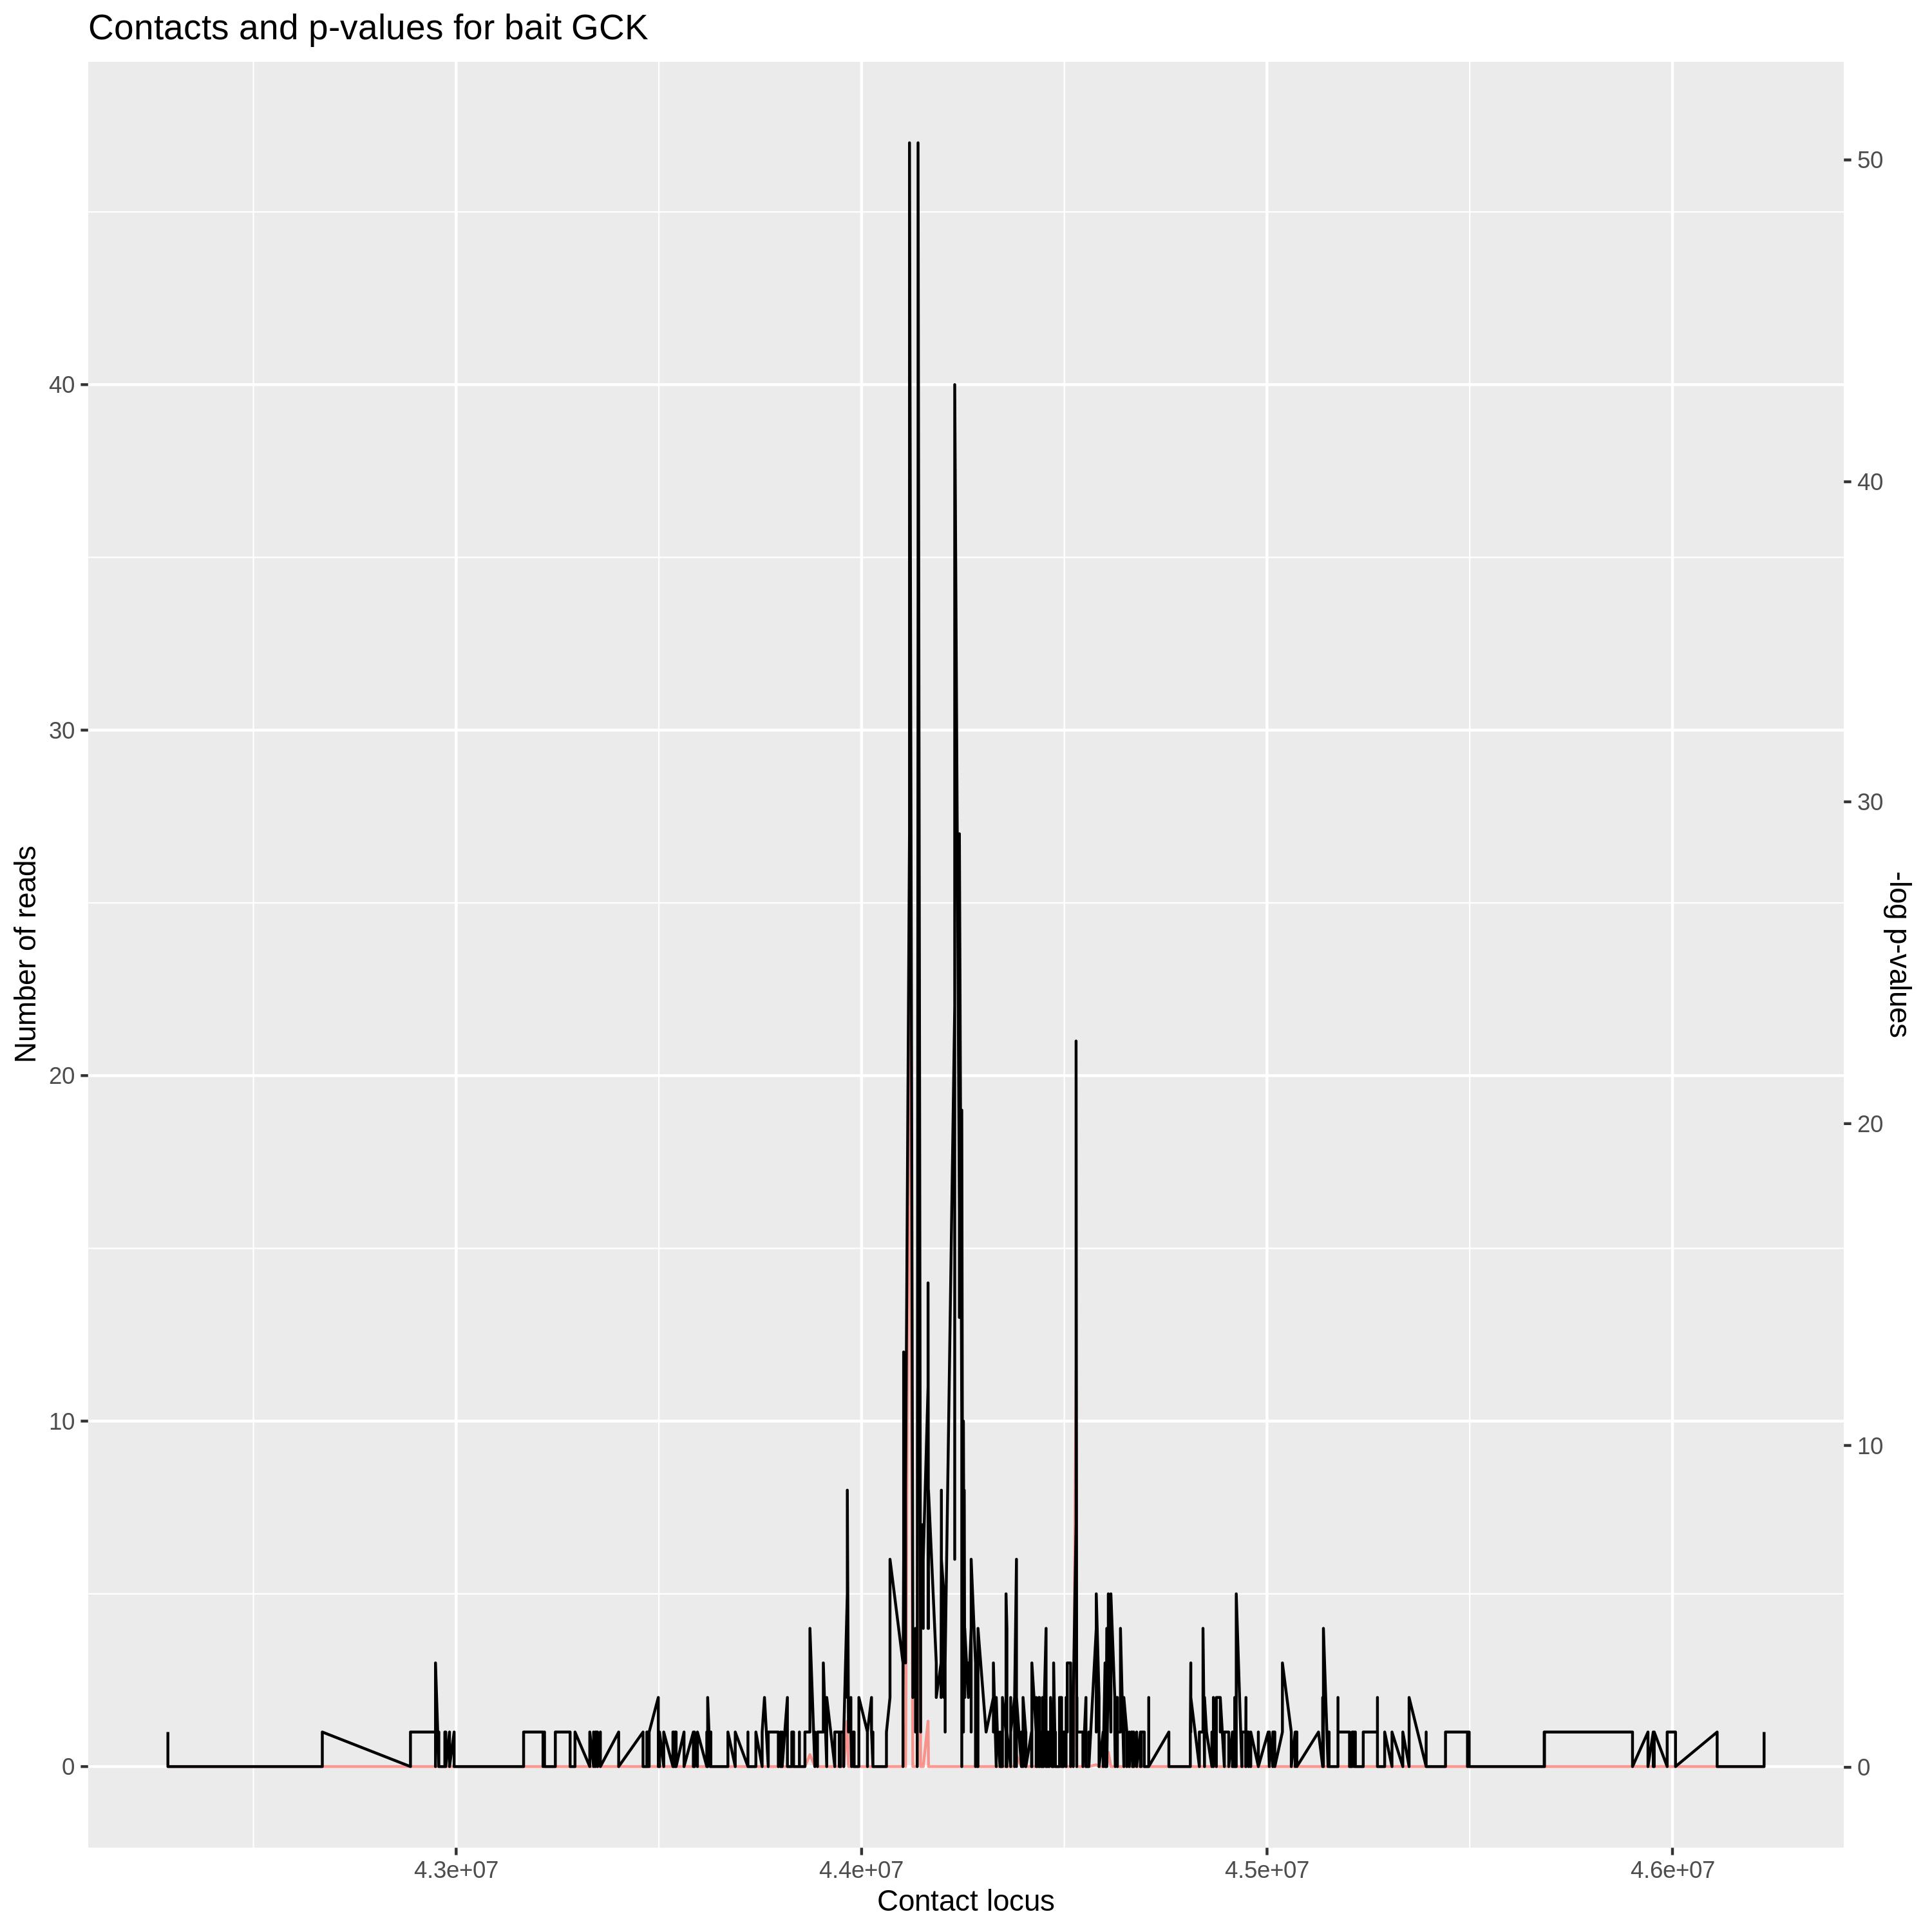 Contacts and p-values for bait GCK
Number of reads
40
30
20
10
0
50
40
30
20
10
0
-log p-values
4.3e+07 4.4e+07 4.5e+07 4.6e+07
Contact locus